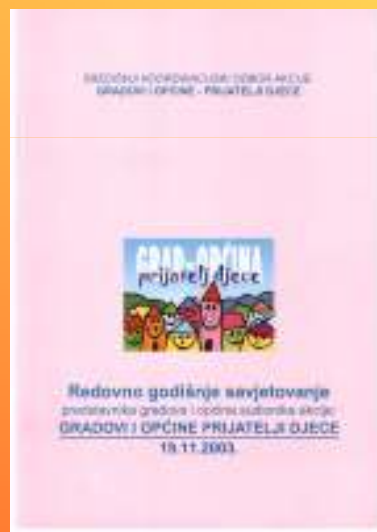 SREDIŠNJI KOORDINACIJSKI ODBOR AKCIJE
GRADOVI I OPĆINE - PRIJATELJI DJECE
GRAD-OPĆINA
prijatelj djece
Redovno godišnje savjetovanje
predstavnika gradova i općina sudionika akcije
GRADOVI I OPĆINE PRIJATELJI DJECE
19.11.2003.